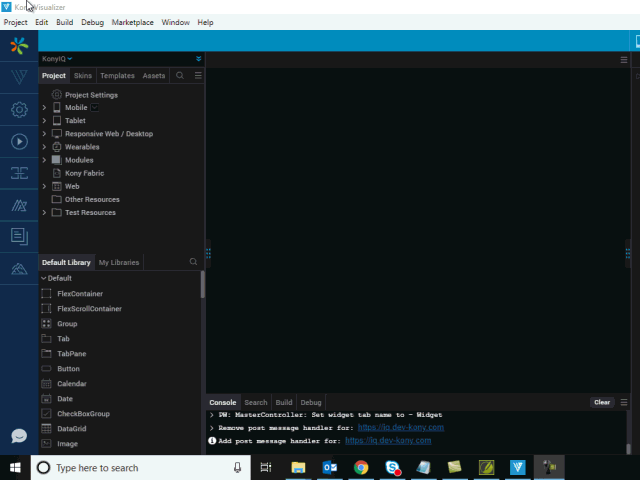 Kony Visualizer
Project Edit Build Debug Marketplace Window Help
KonyIQ
Project Skins Templates Assets
Project Settings
Mobile
Tablet
Responsive Web / Desktop
Wearables
Modules
Kony Fabric
Web
Other Resources
Test Resources
Default Library My Libraries
Default
FlexContainer
FlexScrollContainer
Group
Tab
TabPane
Button
Calendar
Date
CheckBoxGroup
DataGrid
Image
Console Search Build Debug Clear
> PW: MasterController: Set widget tab name to - Widget
> Remove post message handler for: https://iq.dev-kony.com
Add post message handler for: https://iq.dev-kony.com
Type here to search